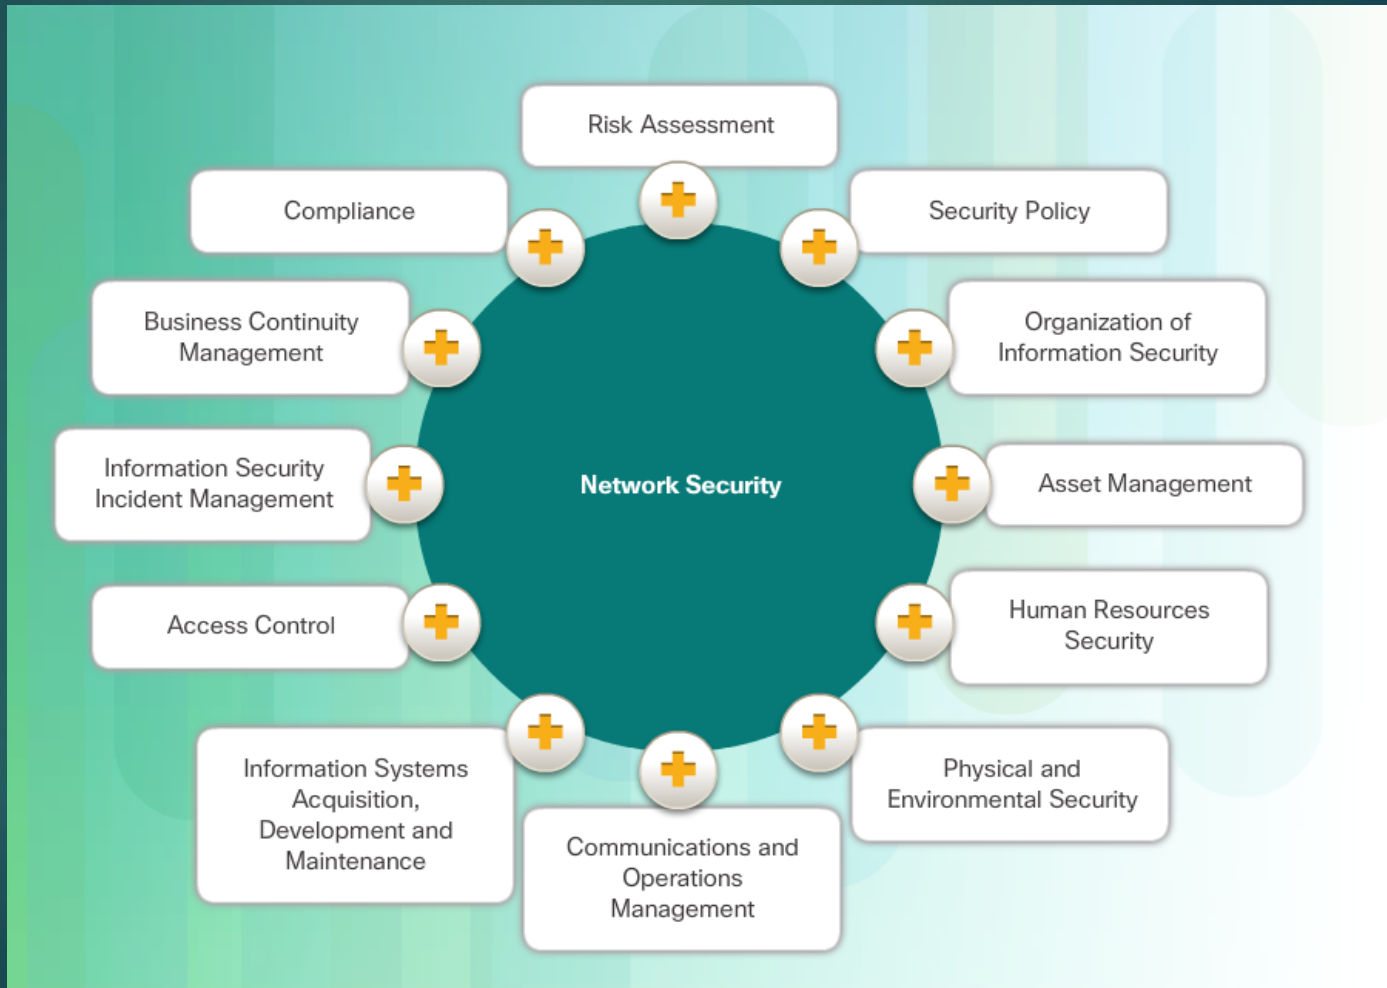 Risk Assessment
Security Policy
Organization of
Information Security
Asset Management
Human Resources
Security
Physical and
Environmental Security
Communications and
Operations
Management
Information Systems
Acquisition,
Development and
Maintenance
Access Control
Information Security
Incident Management
Business Continuity
Management
Compliance
Network Security